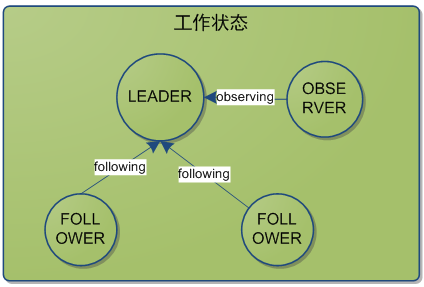 工作状态
LEADER
observing
OBSE
RVER
following
following
FOLL
OWER
FOLL
OWER